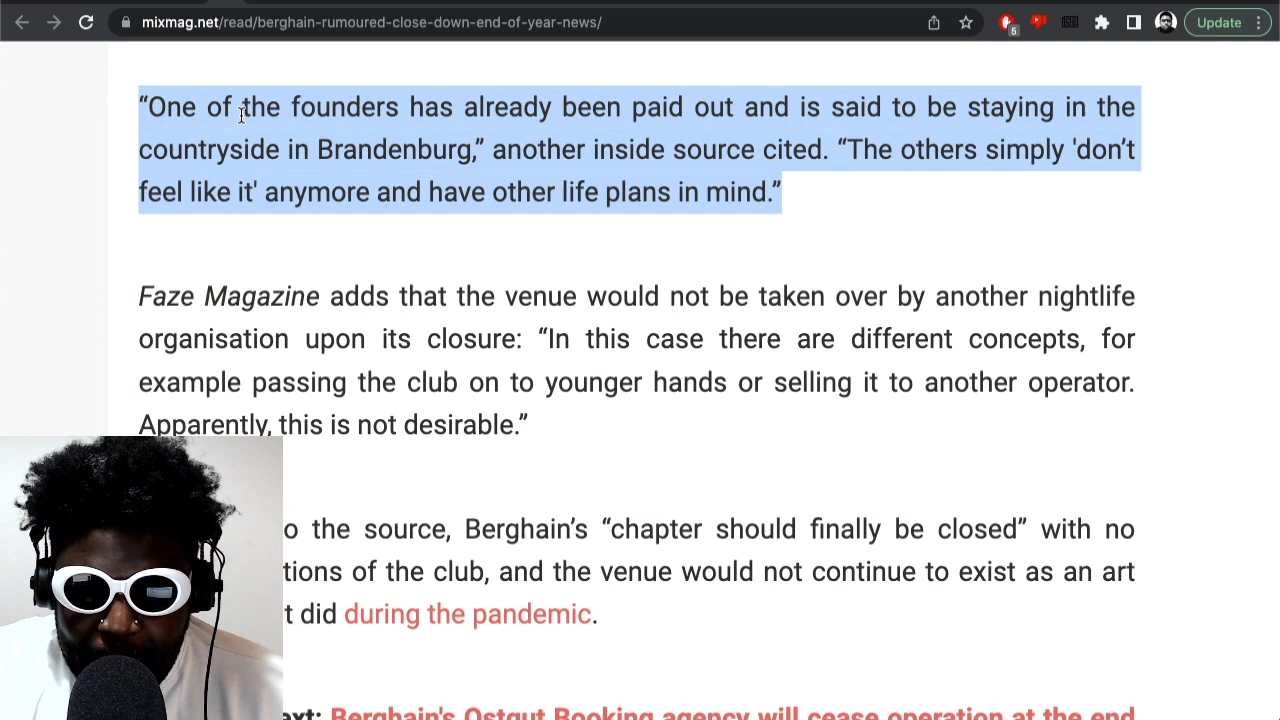 mixmag.net/read/berghain-rumoured-close-down-end-of-year-news/
5
Update
“One of the founders has already been paid out and is said to be staying in the
countryside in Brandenburg,” another inside source cited. “The others simply 'don’t
feel like it' anymore and have other life plans in mind.”
Faze Magazine adds that the venue would not be taken over by another nightlife
organisation upon its closure: “In this case there are different concepts, for
example passing the club on to younger hands or selling it to another operator.
Apparently, this is not desirable.”
o the source, Berghain’s “chapter should finally be closed” with no
tions of the club, and the venue would not continue to exist as an art
t did during the pandemic.
ext: Berghain's Ostgut Booking agency will cease operation at the end